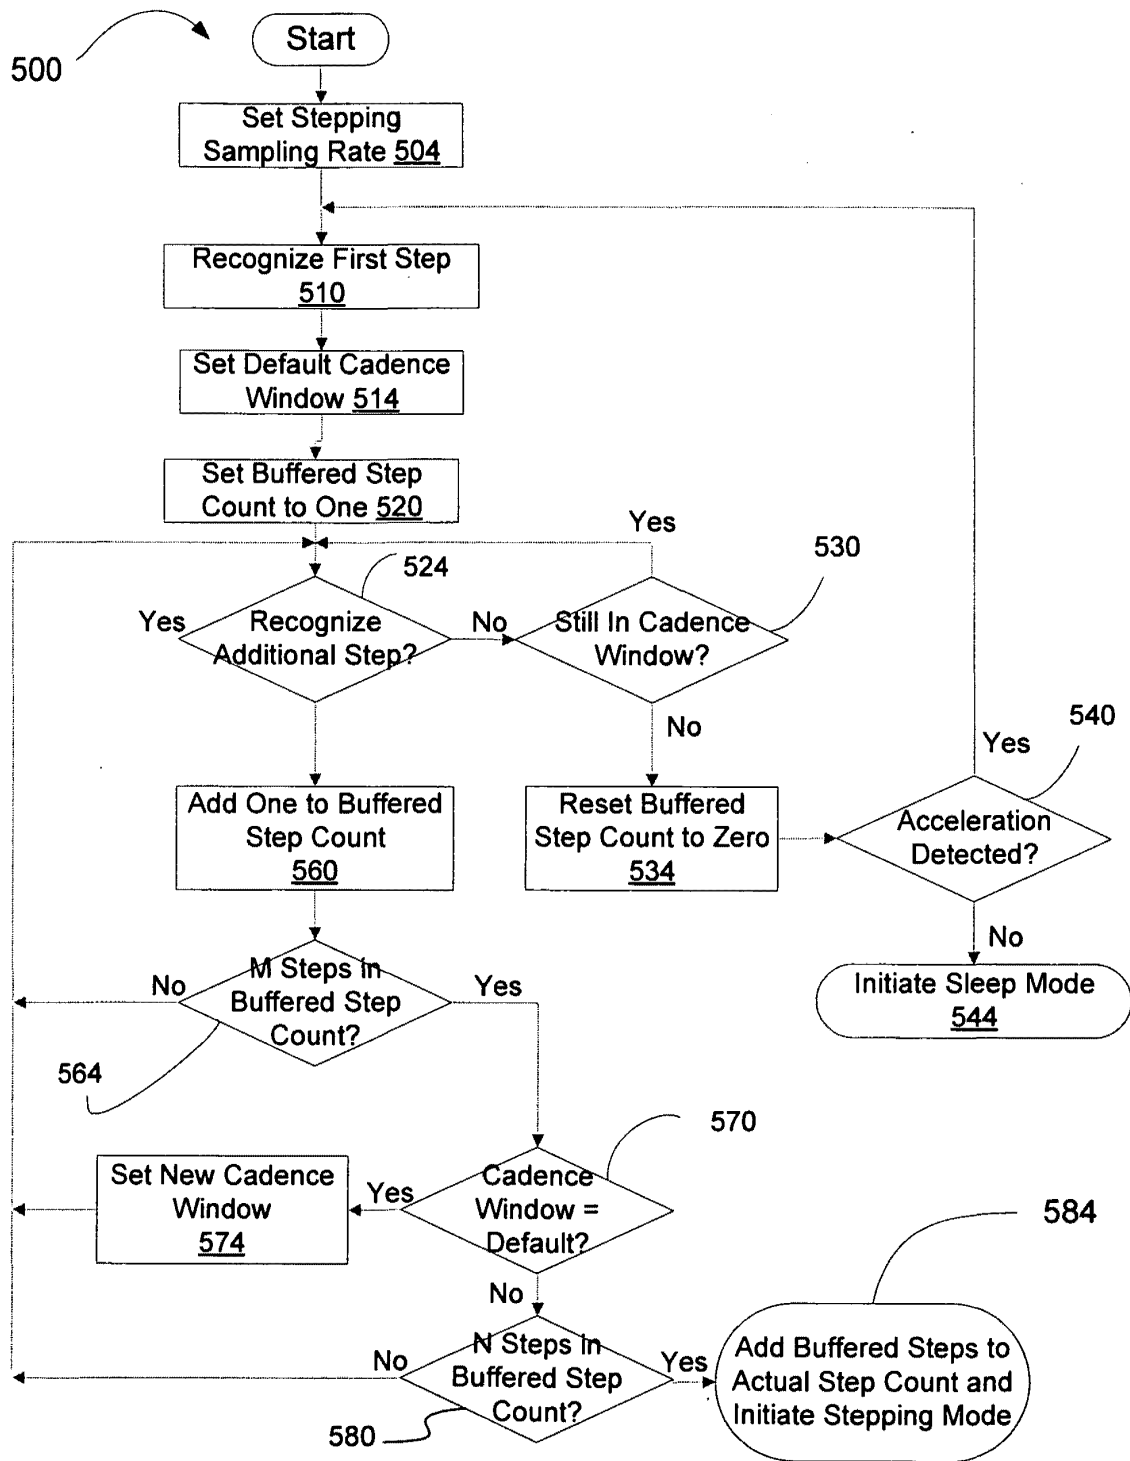 Start
500
Set Stepping
Sampling Rate 504
Recognize First Step
510
Set Default Cadence
Window 514
Set Buffered Step
Count to One 520
Yes
524
530
Yes
Recognize
Additional Step?
No
Still In Cadence
Window?
No
540
Yes
Add One to Buffered
Step Count
560
Reset Buffered
Step Count to Zero
534
Acceleration
Detected?
No
Initiate Sleep Mode
544
No
M Steps in
Buffered Step
Count?
Yes
564
570
Set New Cadence
Window
574
Yes
Cadence
Window =
Default?
584
No
No
N Steps in
Buffered Step
Count?
Yes
580
Add Buffered Steps to
Actual Step Count and
Initiate Stepping Mode